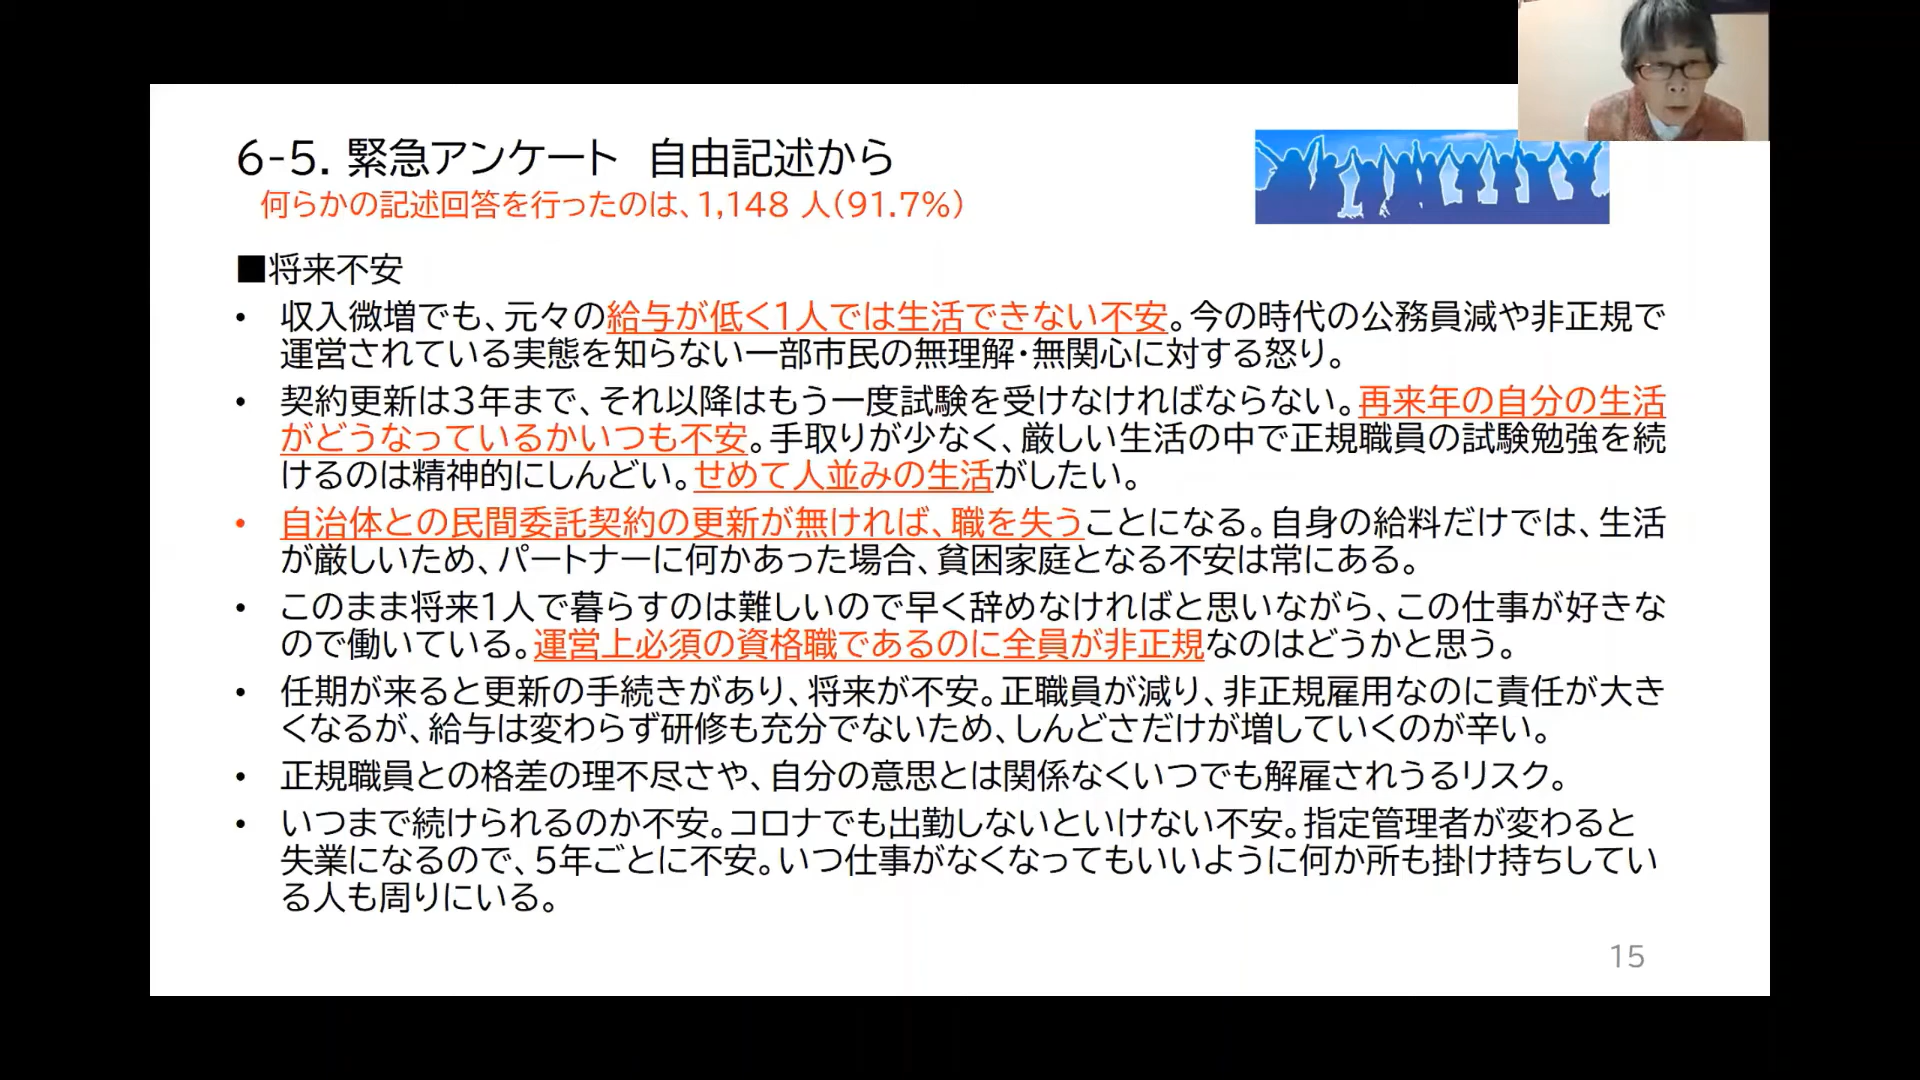 6-5. 緊急アンケート　自由記述から
何らかの記述回答を行ったのは、1,148 人（91.7%）
■将来不安
• 収入微増でも、元々の給与が低く1人では生活できない不安。今の時代の公務員減や非正規で
運営されている実態を知らない一部市民の無理解・無関心に対する怒り。
• 契約更新は3年まで、それ以降はもう一度試験を受けなければならない。再来年の自分の生活
がどうなっているかいつも不安。手取りが少なく、厳しい生活の中で正規職員の試験勉強を続
けるのは精神的にしんどい。せめて人並みの生活がしたい。
• 自治体との民間委託契約の更新が無ければ、職を失うことになる。自身の給料だけでは、生活
が厳しいため、パートナーに何かあった場合、貧困家庭となる不安は常にある。
• このまま将来1人で暮らすのは難しいので早く辞めなければと思いながら、この仕事が好きな
ので働いている。運営上必須の資格職であるのに全員が非正規なのはどうかと思う。
• 任期が来ると更新の手続きがあり、将来が不安。正職員が減り、非正規雇用なのに責任が大き
くなるが、給与は変わらず研修も充分でないため、しんどさだけが増していくのが辛い。
• 正規職員との格差の理不尽さや、自分の意思とは関係なくいつでも解雇されうるリスク。
• いつまで続けられるのか不安。コロナでも出勤しないといけない不安。指定管理者が変わると
失業になるので、5年ごとに不安。いつ仕事がなくなってもいいように何か所も掛け持ちしてい
る人も周りにいる。
15